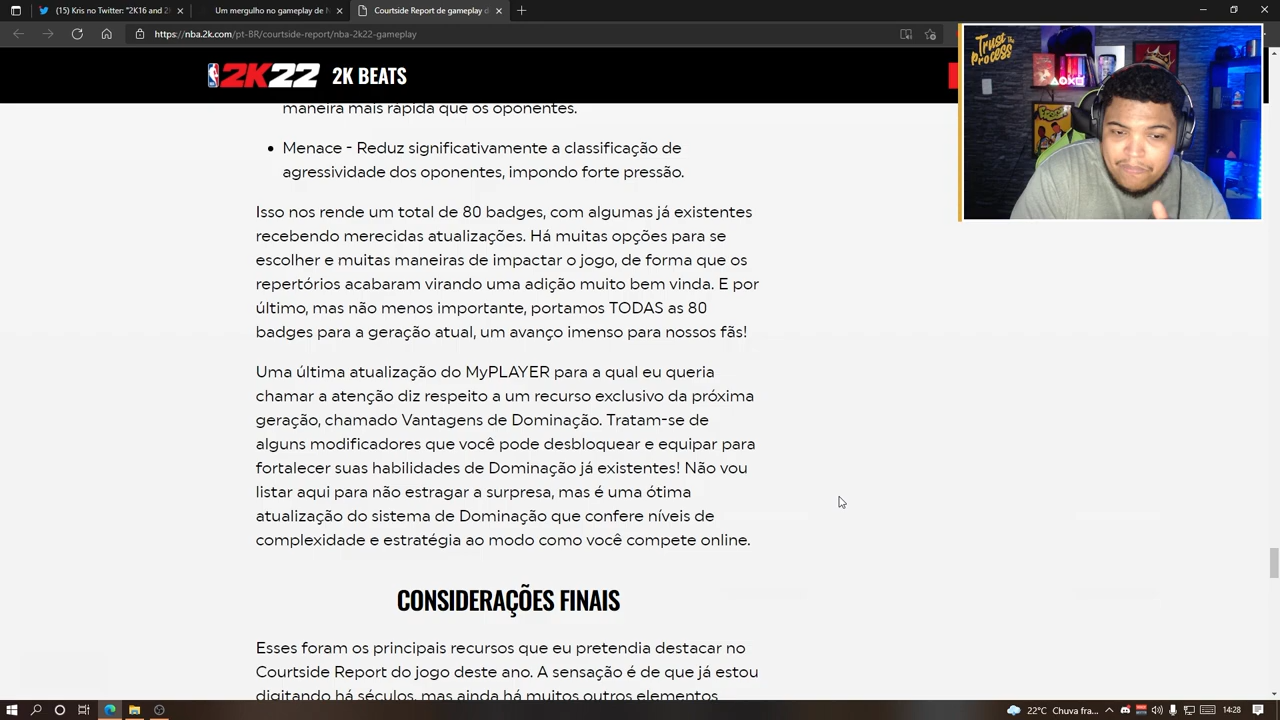 (15) Kris no Twitter: "2K16 and 2
Um mergulho no gameplay de N
Courtside Report de gameplay d
https://nba.2k.com/pt-BR/courtside-report/nba-2k22-gameplay
Trust The
Process
2K22 2K BEATS
maneira mais rápida que os oponentes.
• Menace - Reduz significativamente a classificação de
agressividade dos oponentes, impondo forte pressão.
Isso nos rende um total de 80 badges, com algumas já existentes
recebendo merecidas atualizações. Há muitas opções para se
escolher e muitas maneiras de impactar o jogo, de forma que os
repertórios acabaram virando uma adição muito bem vinda. E por
último, mas não menos importante, portamos TODAS as 80
badges para a geração atual, um avanço imenso para nossos fãs!
Uma última atualização do MyPLAYER para a qual eu queria
chamar a atenção diz respeito a um recurso exclusivo da próxima
geração, chamado Vantagens de Dominação. Tratam-se de
alguns modificadores que você pode desbloquear e equipar para
fortalecer suas habilidades de Dominação já existentes! Não vou
listar aqui para não estragar a surpresa, mas é uma ótima
atualização do sistema de Dominação que confere níveis de
complexidade e estratégia ao modo como você compete online.
CONSIDERAÇÕES FINAIS
Esses foram os principais recursos que eu pretendia destacar no
Courtside Report do jogo deste ano. A sensação é de que já estou
digitando há séculos, mas ainda há muitos outros elementos
22°C Chuva fra... 14:28